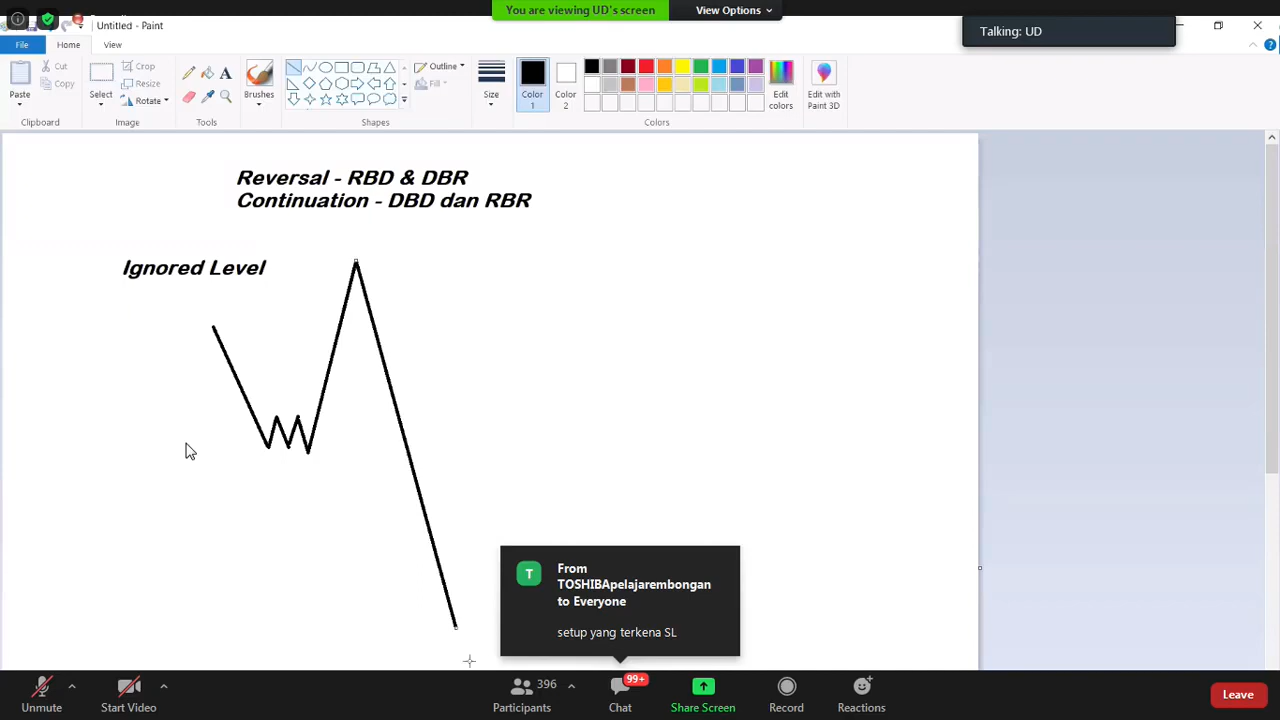 You are viewing UD's screen
View Options
Talking: UD
Untitled - Paint
File
Home
View
Paste
Cut
Copy
Clipboard
Select
Crop
Resize
Rotate
Image
A
Tools
Brushes
Outline
Fill
Shapes
Size
Color
1
Color
2
Edit
colors
Colors
Edit with
Paint 3D
Reversal - RBD & DBR
Continuation - DBD dan RBR
Ignored Level
T
From
TOSHIBApelajarembongan
to Everyone
setup yang terkena SL
Unmute
Start Video
396
Participants
99+
Chat
Share Screen
Record
Reactions
Leave